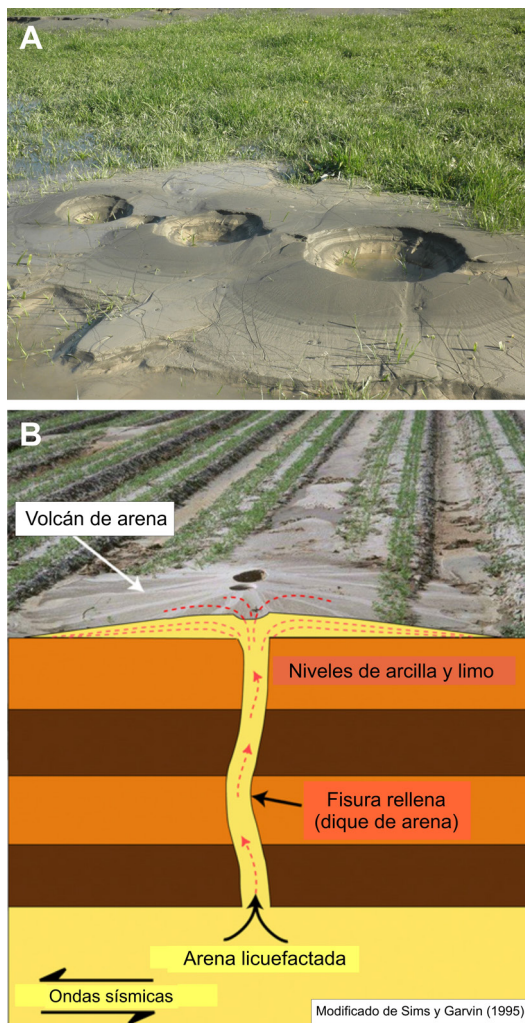 A
B
Volcán de arena
Niveles de arcilla y limo
Fisura rellena
(dique de arena)
Arena licuefactada
Ondas sísmicas
Modificado de Sims y Garvin (1995)